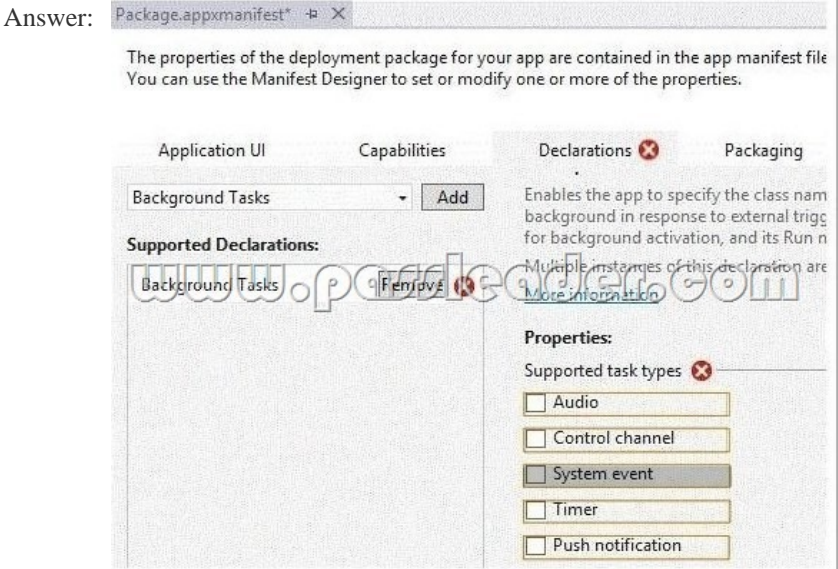 Answer:
Package.appxmanifest*
The properties of the deployment package for your app are contained in the app manifest file
You can use the Manifest Designer to set or modify one or more of the properties.
Application UI Capabilities Declarations Packaging
Background Tasks Add
Supported Declarations:
Background Tasks Remove
Enables the app to specify the class nam
background in response to external trigg
for background activation, and its Run n
Multiple instances of this declaration are
More information
www.passleader.com
Properties:
Supported task types
Audio
Control channel
System event
Timer
Push notification